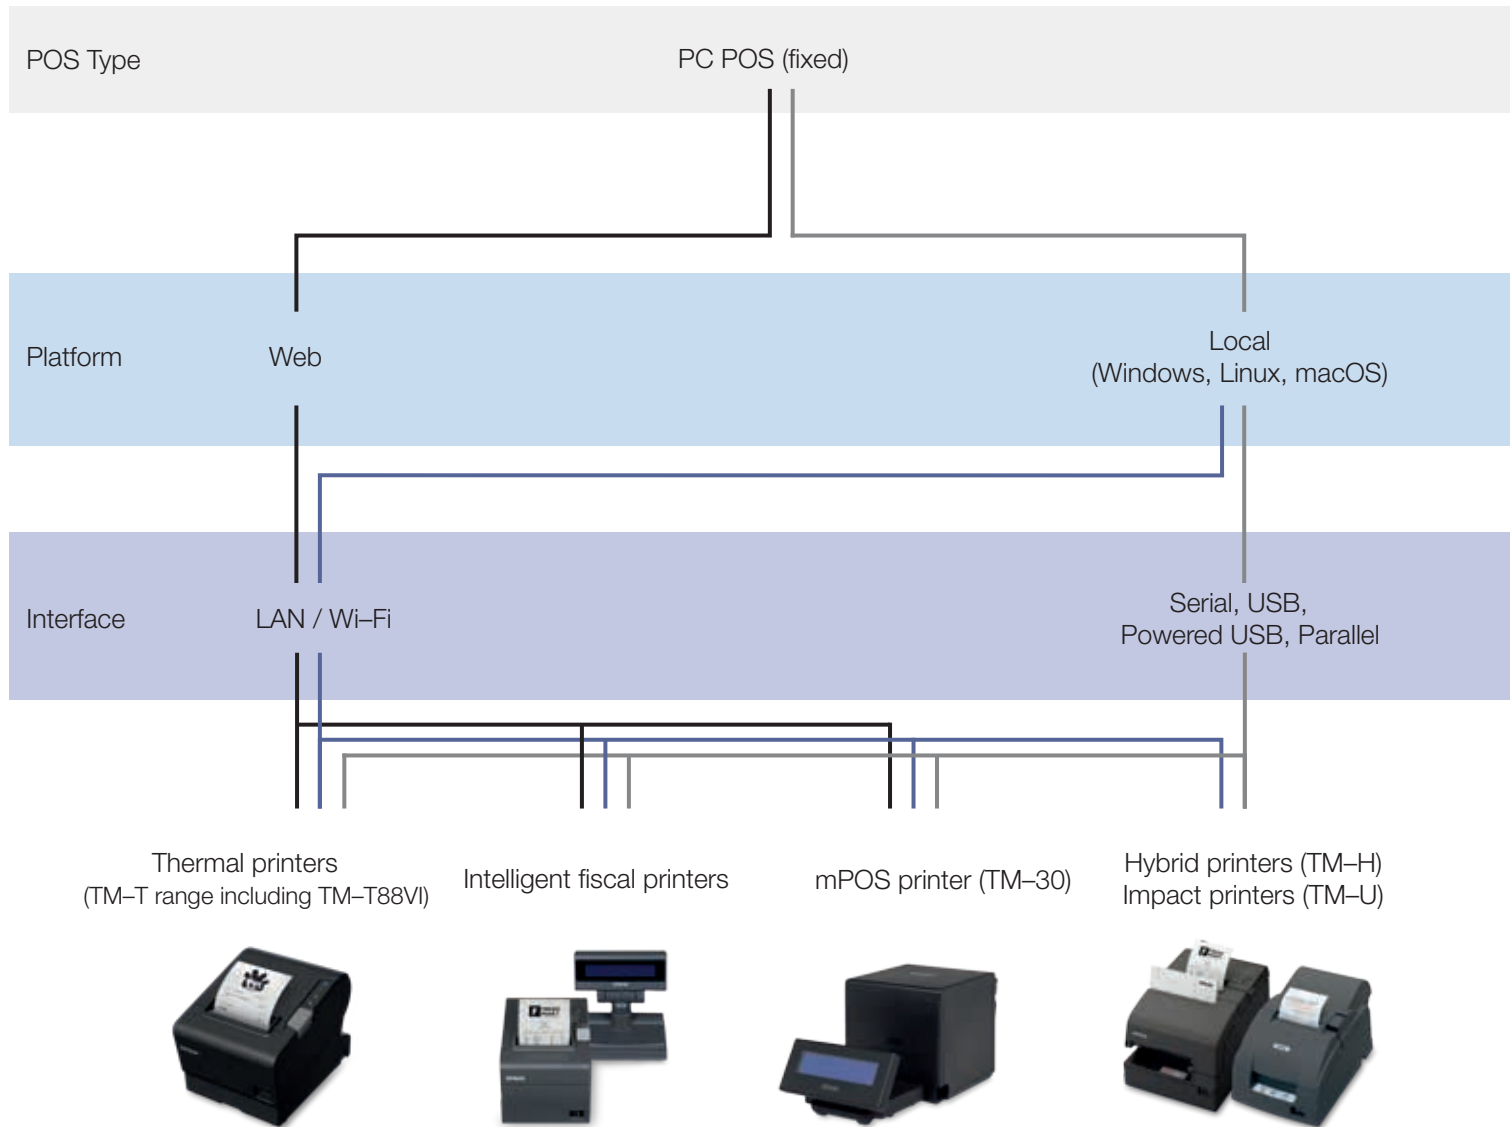 POS Type
PC POS (fixed)
Platform
Web
Local
(Windows, Linux, macOS)
Interface
LAN / Wi–Fi
Serial, USB,
Powered USB, Parallel
Thermal printers
(TM–T range including TM–T88VI)
Intelligent fiscal printers
mPOS printer (TM–30)
Hybrid printers (TM–H)
Impact printers (TM–U)